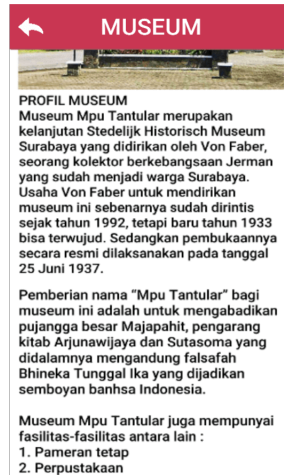 MUSEUM
PROFIL MUSEUM
Museum Mpu Tantular merupakan
kelanjutan Stedelijk Historisch Museum
Surabaya yang didirikan oleh Von Faber,
seorang kolektor berkebangsaan Jerman
yang sudah menjadi warga Surabaya.
Usaha Von Faber untuk mendirikan
museum ini sebenarnya sudah dirintis
sejak tahun 1992, tetapi baru tahun 1933
bisa terwujud. Sedangkan pembukaannya
secara resmi dilaksanakan pada tanggal
25 Juni 1937.
Pemberian nama “Mpu Tantular” bagi
museum ini adalah untuk mengabadikan
pujangga besar Majapahit, pengarang
kitab Arjunawijaya dan Sutasoma yang
didalamnya mengandung falsafah
Bhineka Tunggal Ika yang dijadikan
semboyan banhsa Indonesia.
Museum Mpu Tantular juga mempunyai
fasilitas-fasilitas antara lain :
1. Pameran tetap
2. Perpustakaan